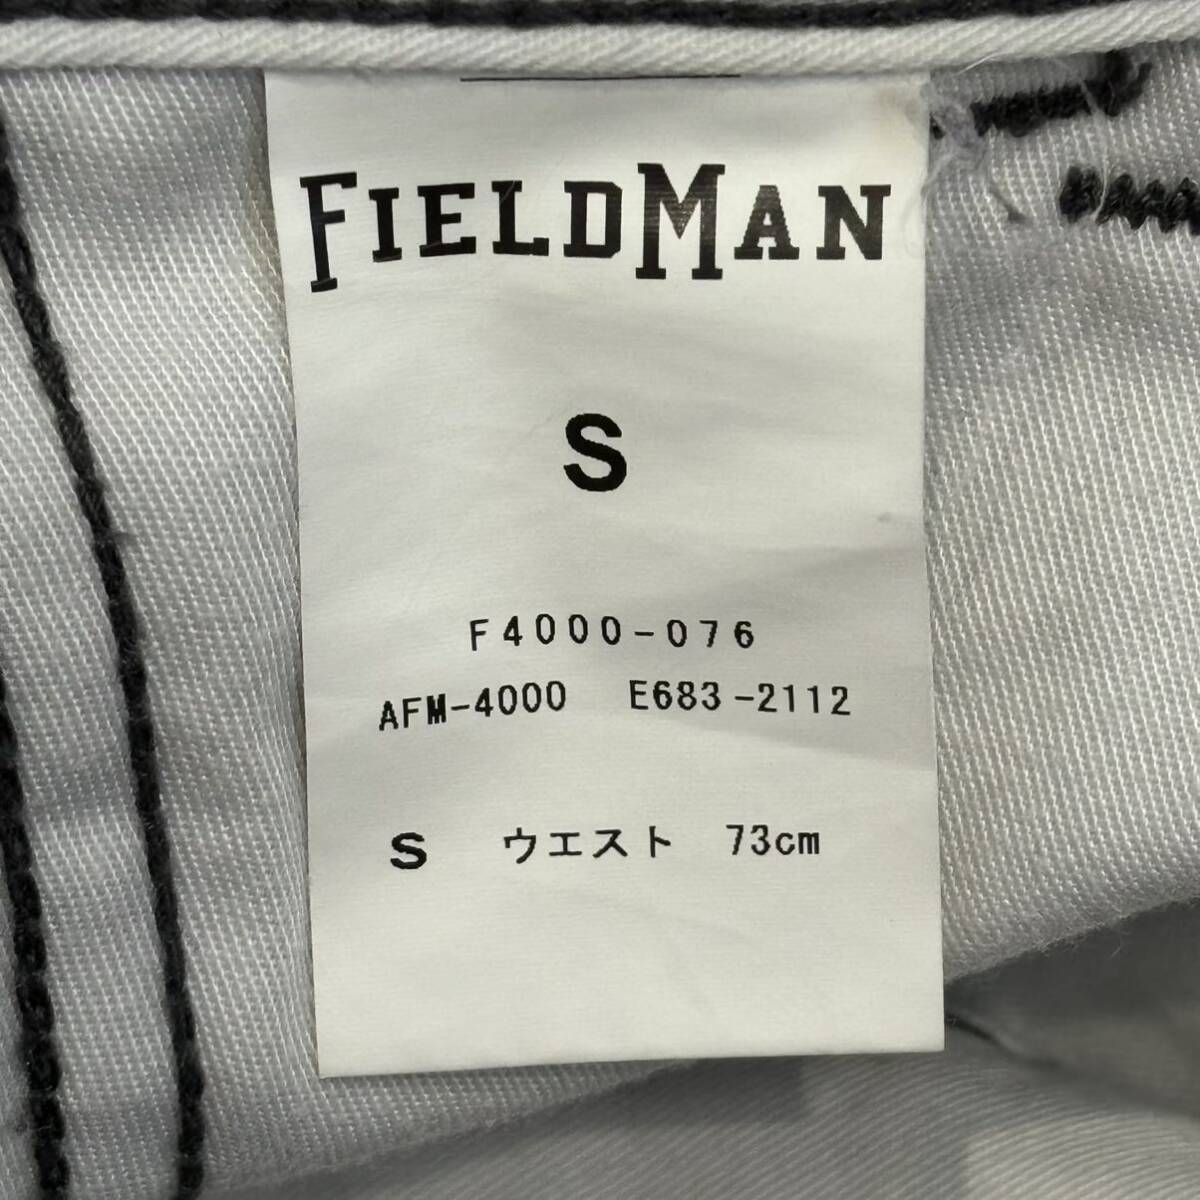 FIELDMAN
S
F4000-076
AFM-4000 E683-2112
S ウエスト 73cm